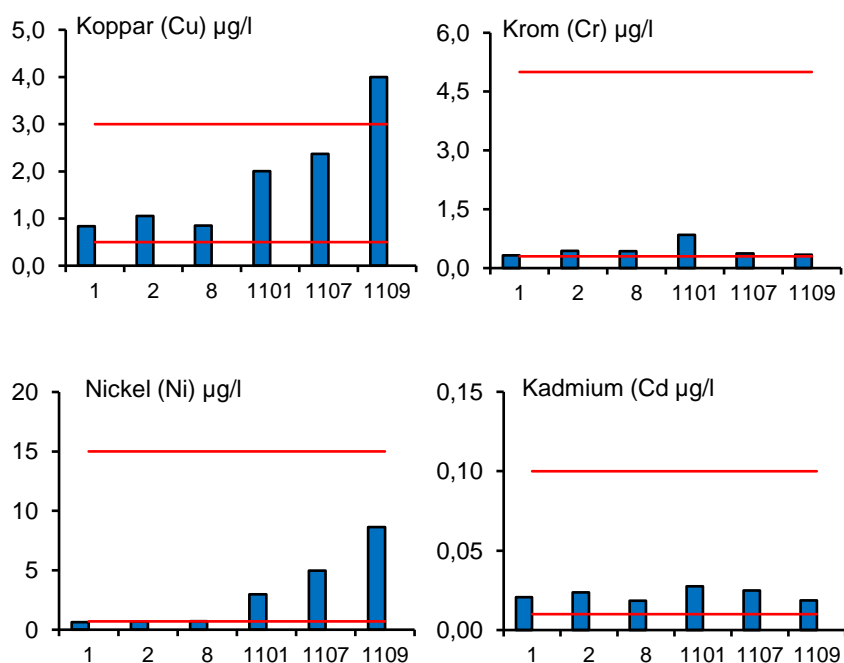 Koppar (Cu) µg/l
5,0
4,0
3,0
2,0
1,0
0,0
1 2 8 1101 1107 1109
Krom (Cr) µg/l
6,0
4,5
3,0
1,5
0,0
1 2 8 1101 1107 1109
Nickel (Ni) µg/l
20
15
10
5
0
1 2 8 1101 1107 1109
Kadmium (Cd µg/l
0,15
0,10
0,05
0,00
1 2 8 1101 1107 1109